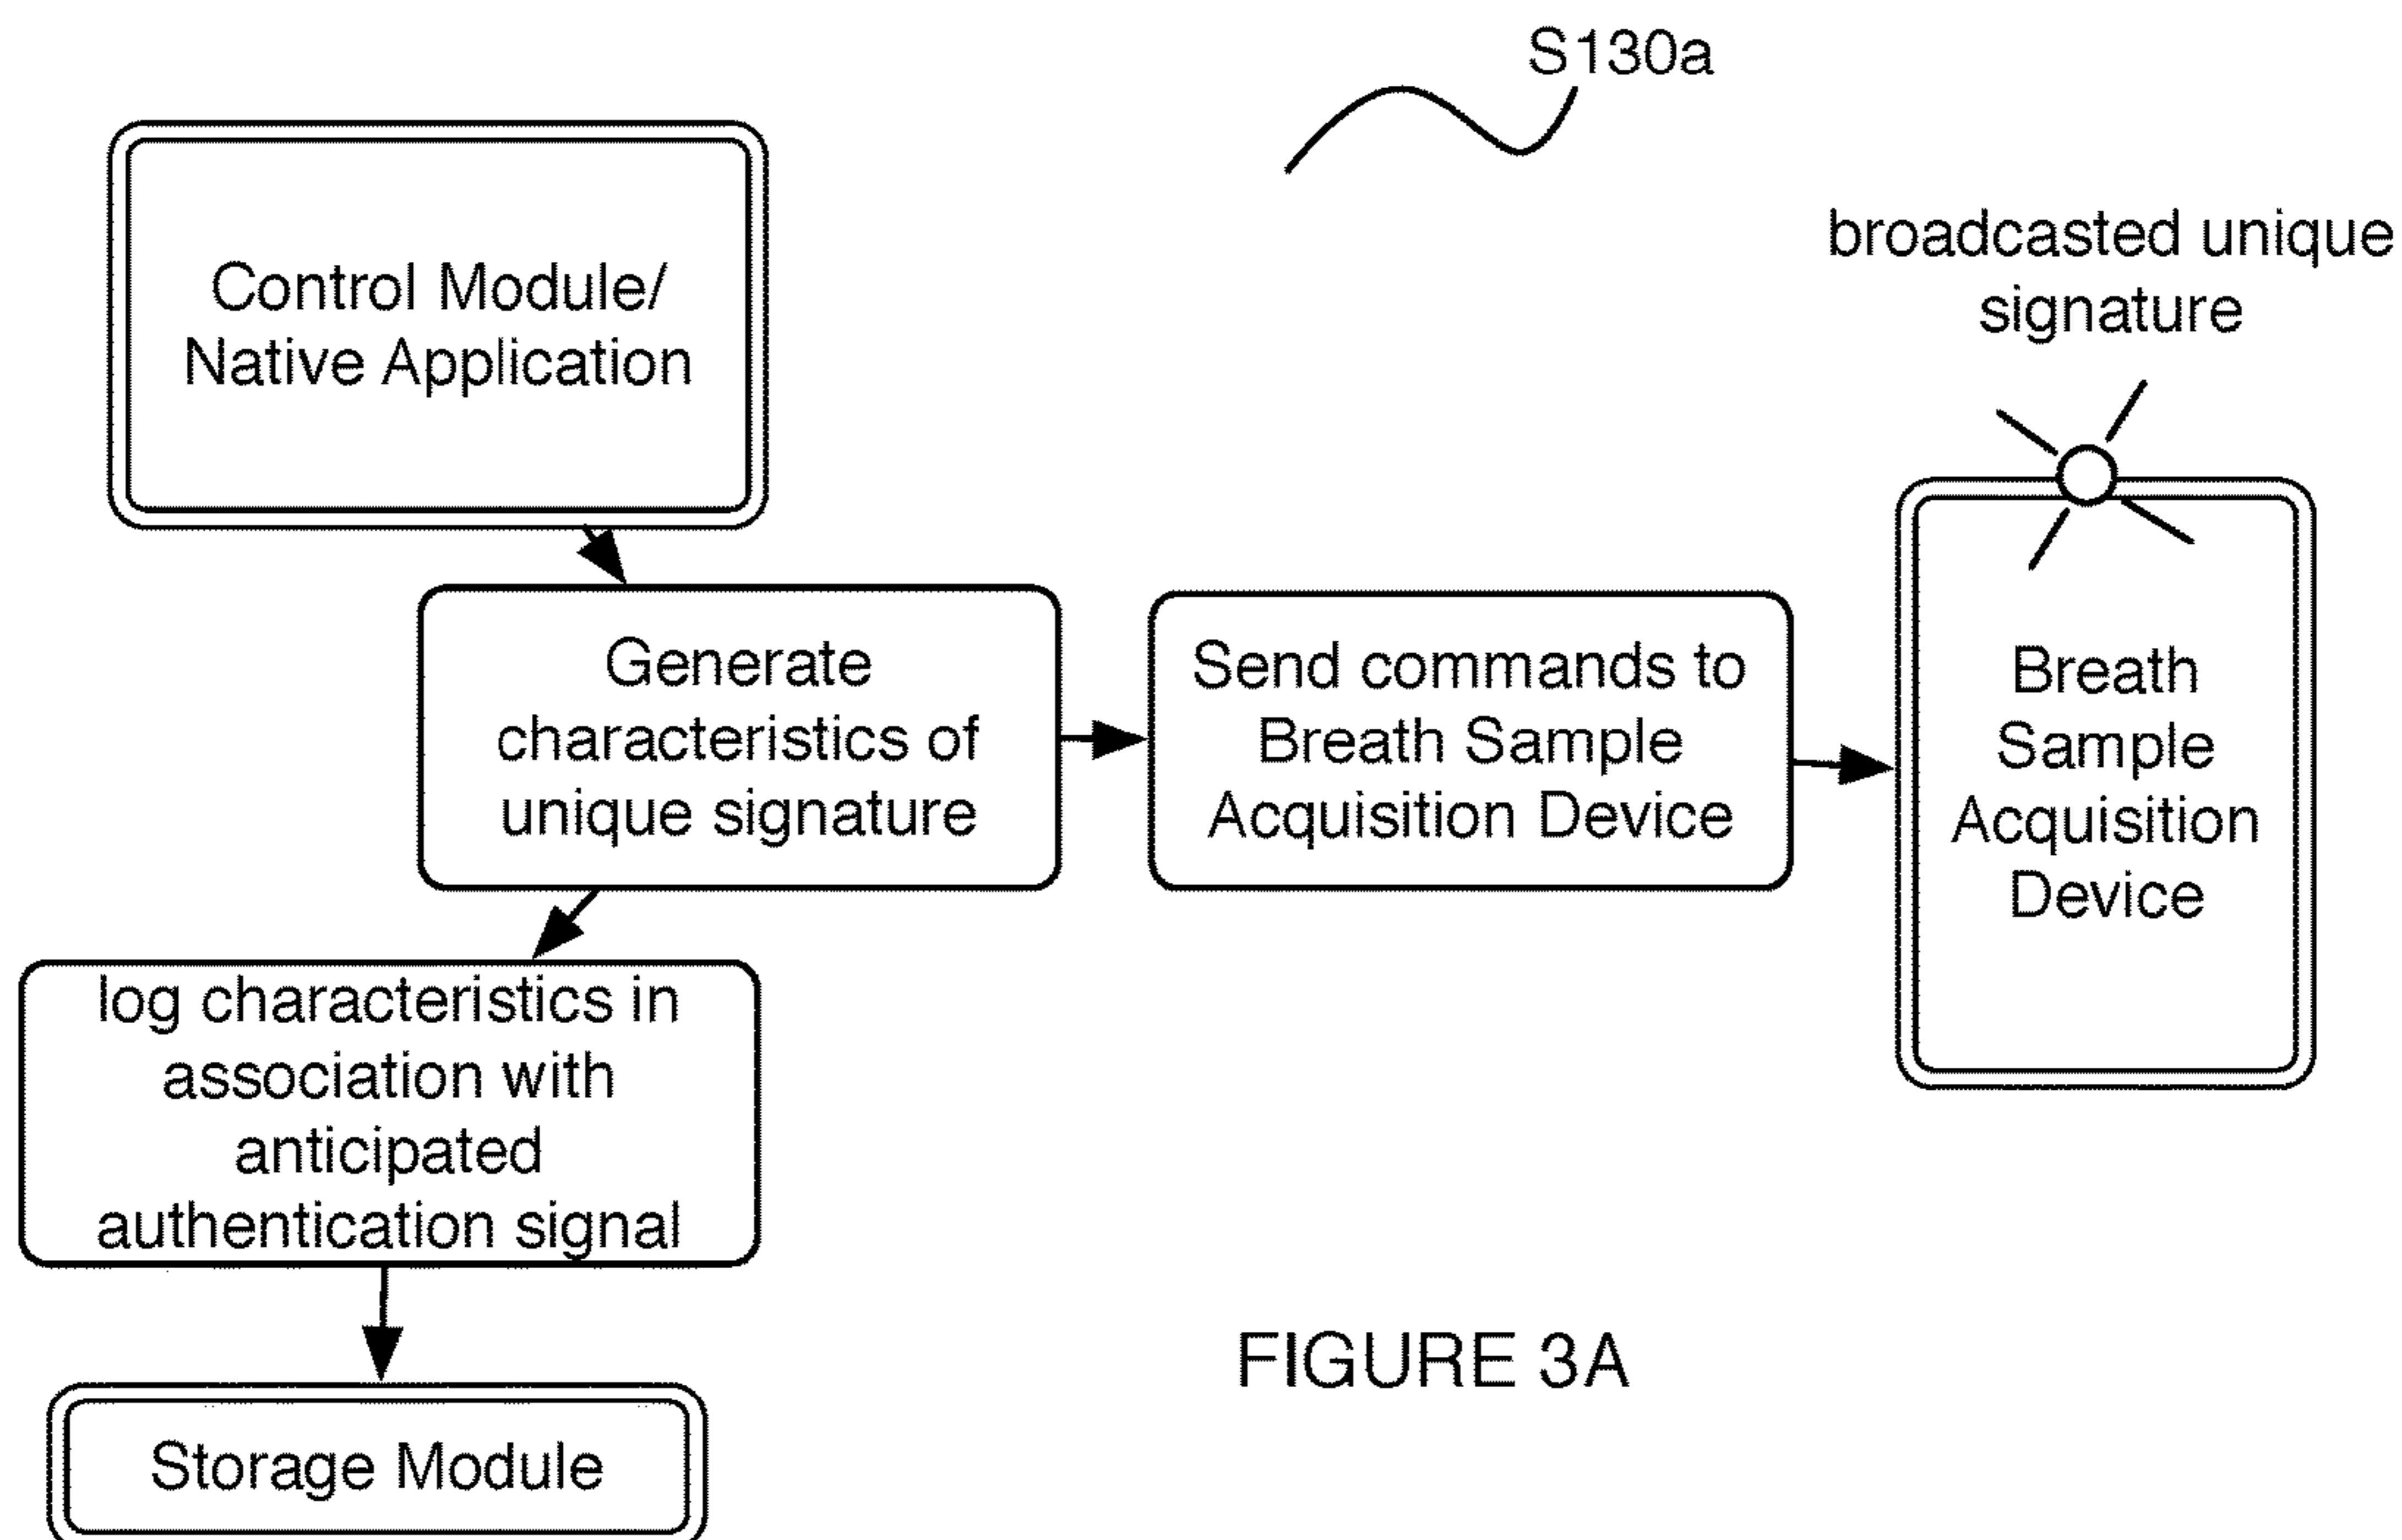 S130a
Control Module/
Native Application
broadcasted unique
signature
Generate
characteristics of
unique signature
Send commands to
Breath Sample
Acquisition Device
Breath
Sample
Acquisition
Device
log characteristics in
association with
anticipated
authentication signal
Storage Module
FIGURE 3A